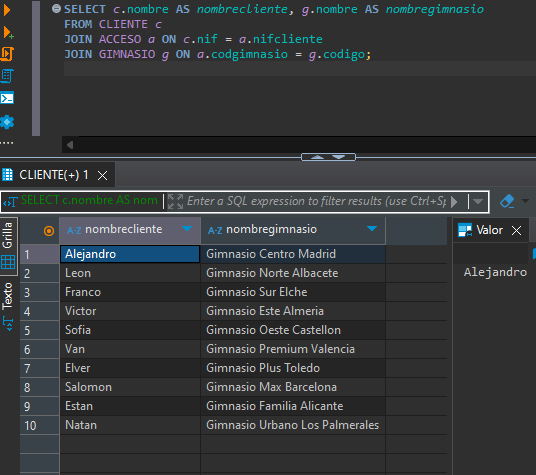 SELECT c.nombre AS nombrecliente, g.nombre AS nombregimnasio
FROM CLIENTE c
JOIN ACCESO a ON c.nif = a.nifcliente
JOIN GIMNASIO g ON a.codgimnasio = g.codigo;
CLIENTE(+) 1
SELECT c.nombre AS nom
Enter a SQL expression to filter results (use Ctrl+Sp
Grilla
Texto
A-Z nombrecliente
A-Z nombregimnasio
Valor
1 Alejandro Gimnasio Centro Madrid
Alejandro
2 Leon Gimnasio Norte Albacete
3 Franco Gimnasio Sur Elche
4 Victor Gimnasio Este Almeria
5 Sofia Gimnasio Oeste Castellon
6 Van Gimnasio Premium Valencia
7 Elver Gimnasio Plus Toledo
8 Salomon Gimnasio Max Barcelona
9 Estan Gimnasio Familia Alicante
10 Natan Gimnasio Urbano Los Palmerales